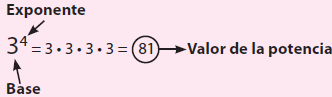 Exponente
3⁴ = 3 • 3 • 3 • 3 = 81 Valor de la potencia
Base